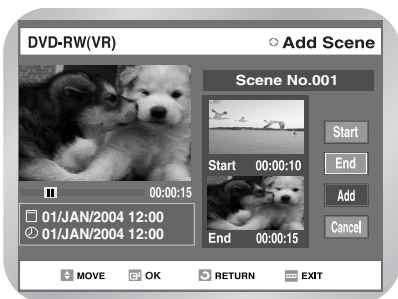 DVD-RW(VR)
Add Scene
Scene No.001
Start 00:00:10
End 00:00:15
Start
End
Add
Cancel
00:00:15
01/JAN/2004 12:00
01/JAN/2004 12:00
MOVE OK RETURN EXIT